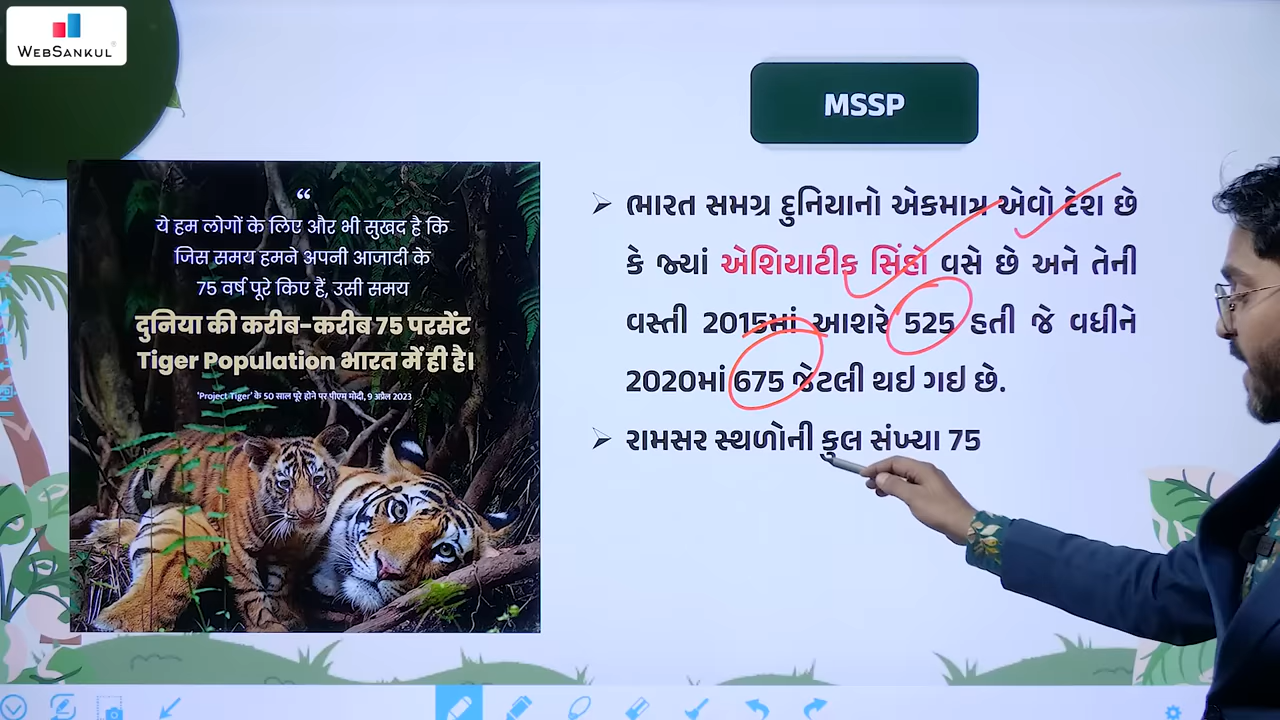 WEBSANKUL
MSSP
“
ये हम लोगों के लिए और भी सुखद है कि
जिस समय हमने अपनी आजादी के
75 वर्ष पूरे किए हैं, उसी समय
दुनिया की करीब-करीब 75 परसेंट
Tiger Population भारत में ही है।
'Project Tiger' के 50 साल पूरे होने पर पीएम मोदी, 9 अप्रैल 2023
➢ ભારત સમગ્ર દુનિયાનો એકમાત્ર એવો દેશ છે
કે જ્યાં એશિયાટીક સિંહો વસે છે અને તેની
વસ્તી 2015માં આશરે 525 હતી જે વધીને
2020માં 675 જેટલી થઇ ગઇ છે.
➢ રામસર સ્થળોની કુલ સંખ્યા 75